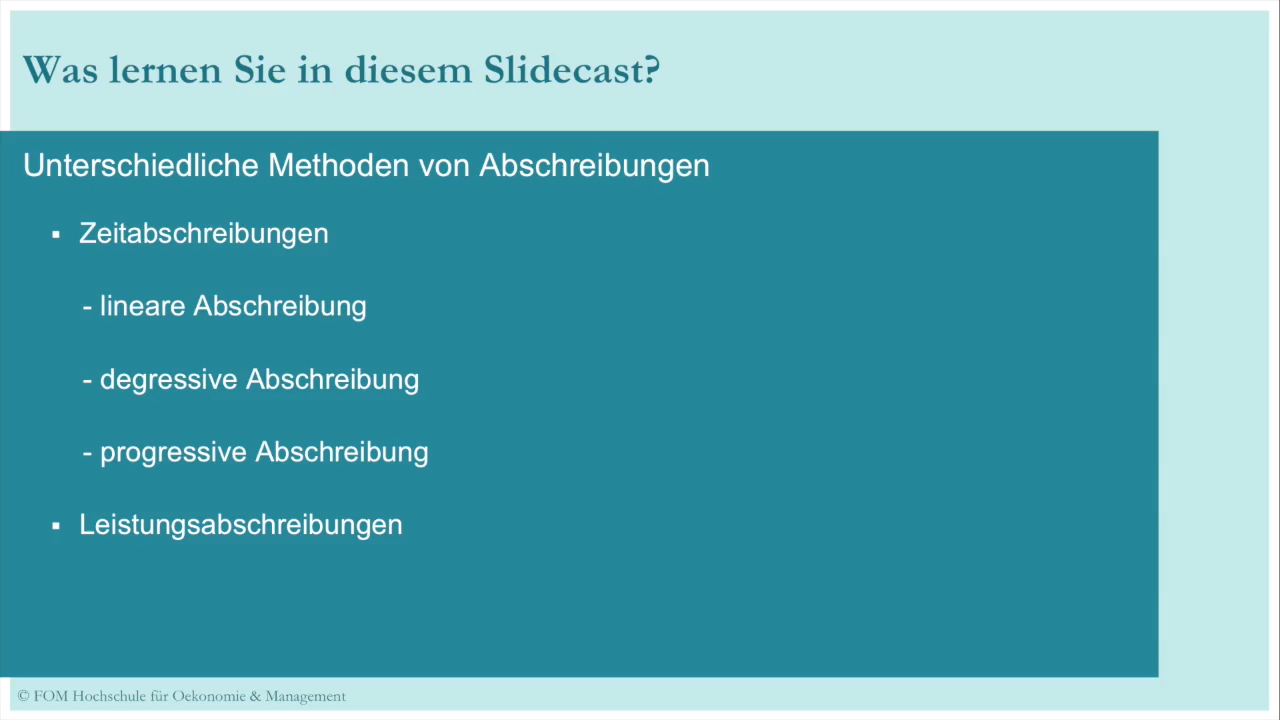 Was lernen Sie in diesem Slidecast?
Unterschiedliche Methoden von Abschreibungen
▪ Zeitabschreibungen
- lineare Abschreibung
- degressive Abschreibung
- progressive Abschreibung
▪ Leistungsabschreibungen
© FOM Hochschule für Oekonomie & Management